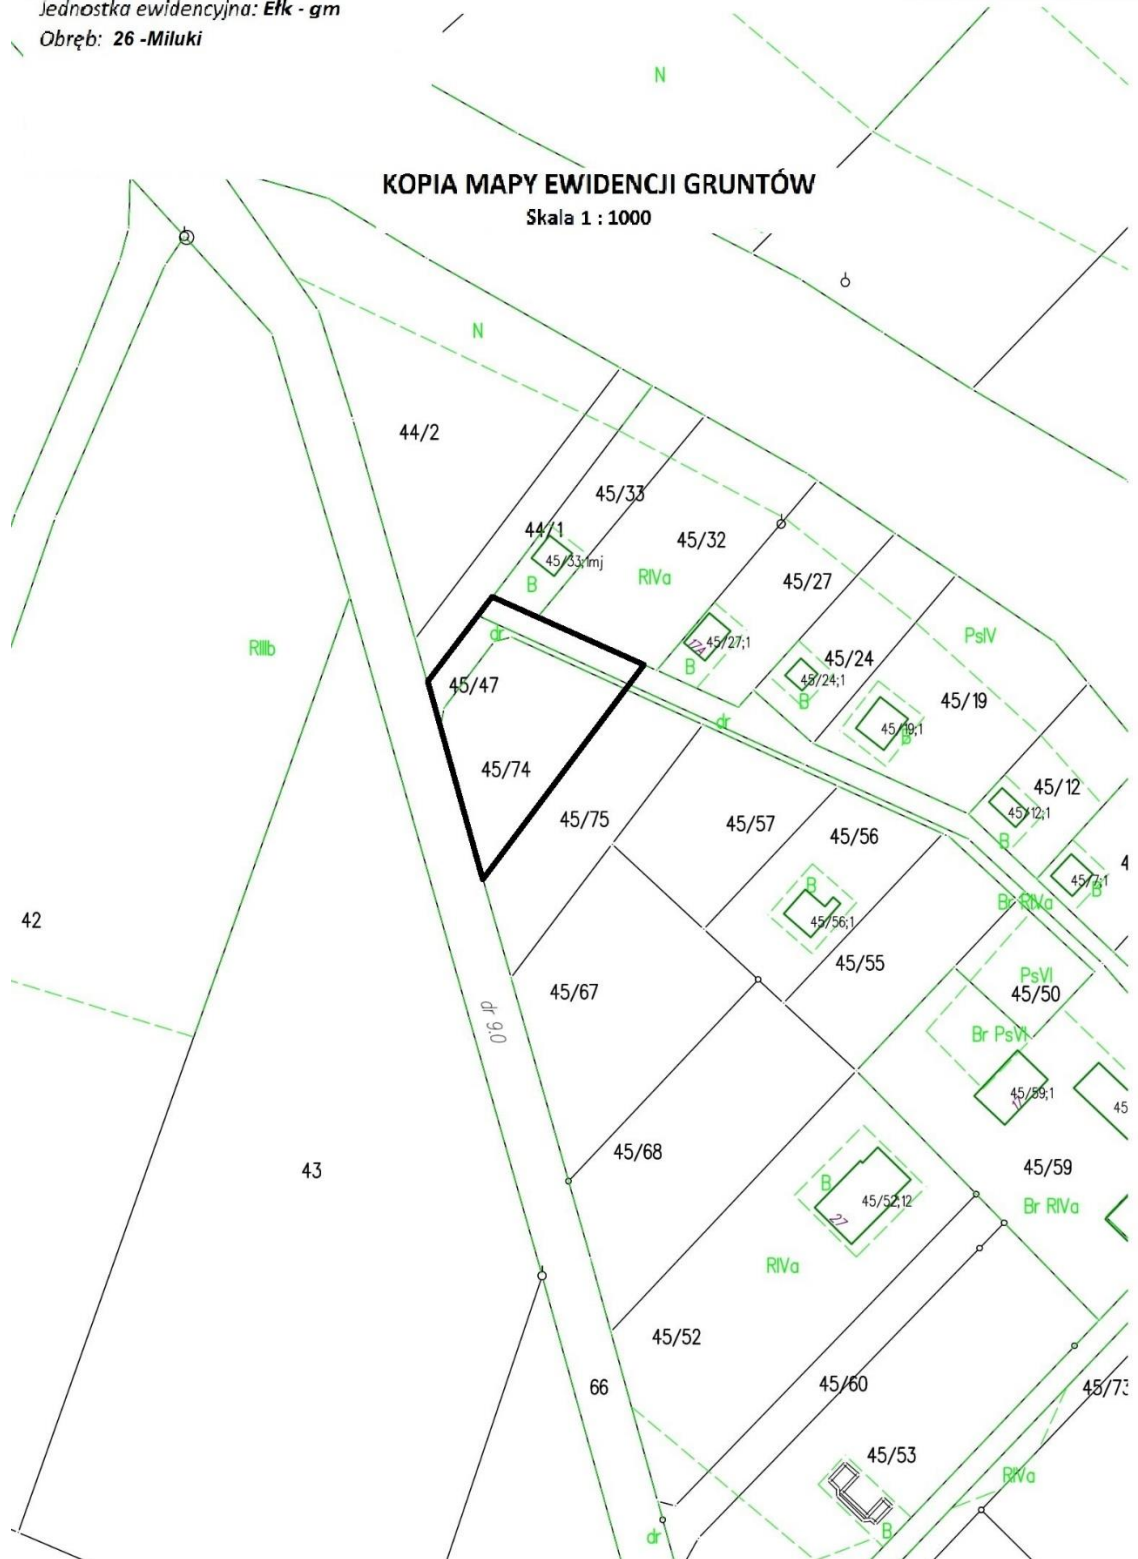 Jednostka ewidencyjna: Ełk - gm
Obręb: 26 -Miluki
N
KOPIA MAPY EWIDENCJI GRUNTÓW
Skala 1 : 1000
N
44/2
45/33
44/1
45/32
45/33;1mj
RIVa
45/27
B
PsIV
RIIIb
dr
17A
45/27;1
45/24
B
45/24;1
45/47
B
45/19
dr
45/19;1
B
45/74
45/12
45/75
45/57
45/56
45/12;1
B
45/7;1
B
B
Br RIVa
42
45/56;1
45/55
PsVI
45/50
45/67
dr 9.0
Br PsVI
45/59;1
17
45
45/68
43
45/59
B
45/52;12
Br RIVa
27
RIVa
45/52
66
45/60
45/73
45/53
RIVa
dr
B